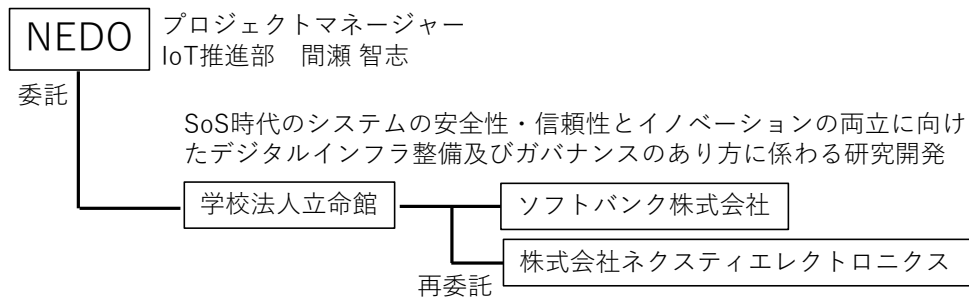 NEDO
プロジェクトマネージャー
IoT推進部　間瀬 智志
委託
SoS時代のシステムの安全性・信頼性とイノベーションの両立に向け
たデジタルインフラ整備及びガバナンスのあり方に係わる研究開発
学校法人立命館
ソフトバンク株式会社
株式会社ネクスティエレクトロニクス
再委託